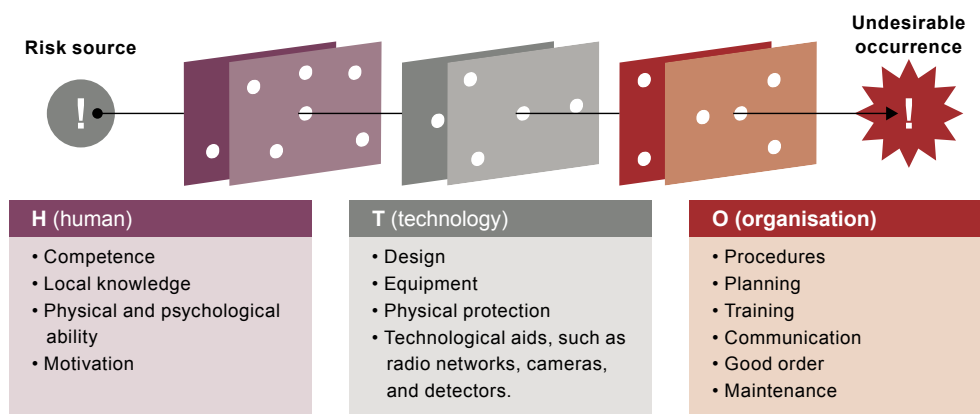 Risk source
Undesirable
occurrence
!
!
H (human)
• Competence
• Local knowledge
• Physical and psychological
ability
• Motivation
T (technology)
• Design
• Equipment
• Physical protection
• Technological aids, such as
radio networks, cameras,
and detectors.
O (organisation)
• Procedures
• Planning
• Training
• Communication
• Good order
• Maintenance